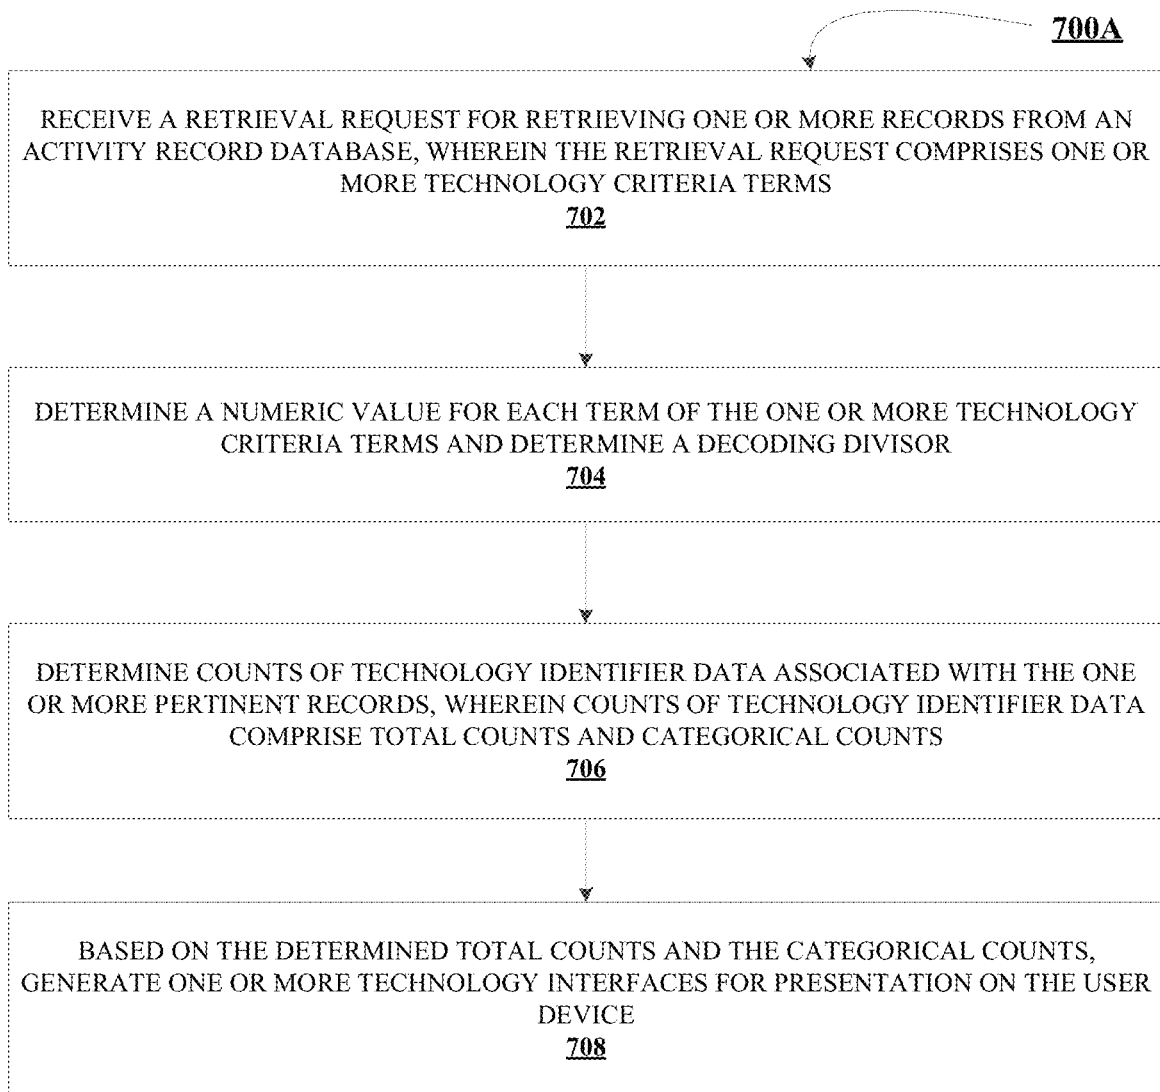 700A
RECEIVE A RETRIEVAL REQUEST FOR RETRIEVING ONE OR MORE RECORDS FROM AN
ACTIVITY RECORD DATABASE, WHEREIN THE RETRIEVAL REQUEST COMPRISES ONE OR
MORE TECHNOLOGY CRITERIA TERMS
702
DETERMINE A NUMERIC VALUE FOR EACH TERM OF THE ONE OR MORE TECHNOLOGY
CRITERIA TERMS AND DETERMINE A DECODING DIVISOR
704
DETERMINE COUNTS OF TECHNOLOGY IDENTIFIER DATA ASSOCIATED WITH THE ONE
OR MORE PERTINENT RECORDS, WHEREIN COUNTS OF TECHNOLOGY IDENTIFIER DATA
COMPRISE TOTAL COUNTS AND CATEGORICAL COUNTS
706
BASED ON THE DETERMINED TOTAL COUNTS AND THE CATEGORICAL COUNTS,
GENERATE ONE OR MORE TECHNOLOGY INTERFACES FOR PRESENTATION ON THE USER
DEVICE
708